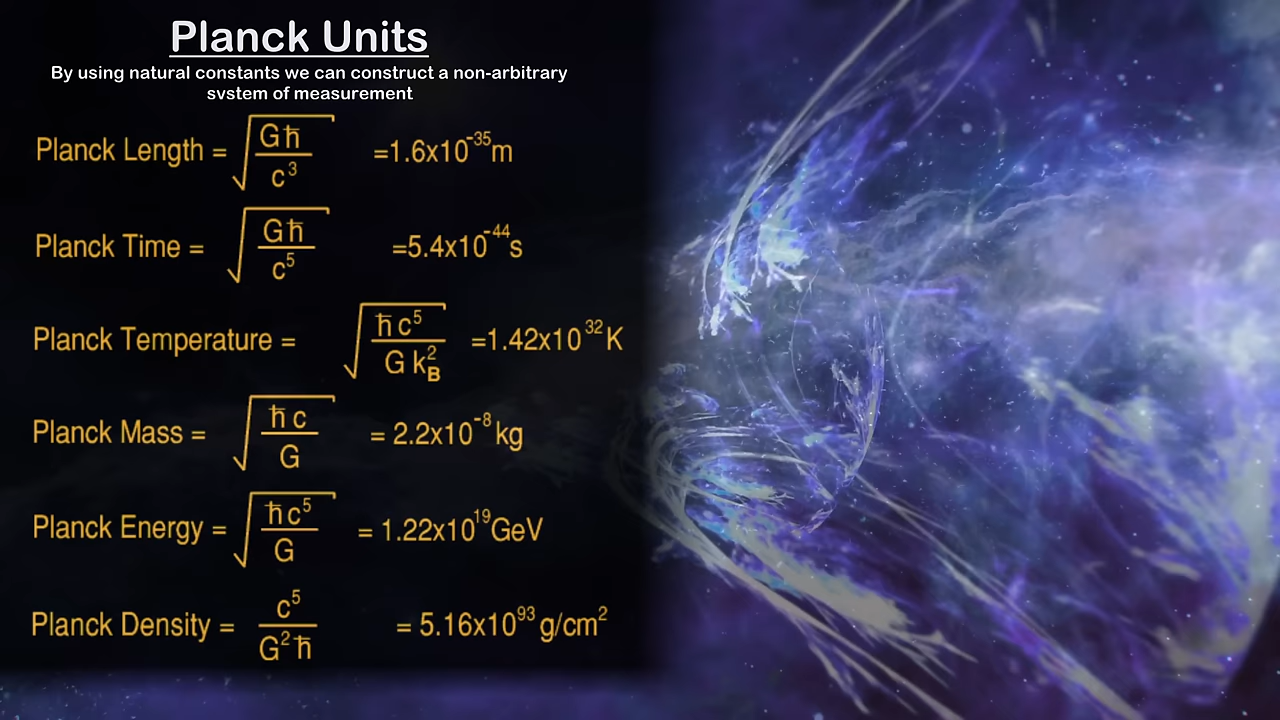 Planck Units
By using natural constants we can construct a non-arbitrary
system of measurement
Planck Length = √(Għ/c³) =1.6x10⁻³⁵m
Planck Time = √(Għ/c⁵) =5.4x10⁻⁴⁴s
Planck Temperature = √(ħc⁵/Gk_B²) =1.42x10³²K
Planck Mass = √(ħc/G) = 2.2x10⁻⁸kg
Planck Energy = √(ħc⁵/G) = 1.22x10¹⁹GeV
Planck Density = c⁵/G²ħ = 5.16x10⁹³g/cm²